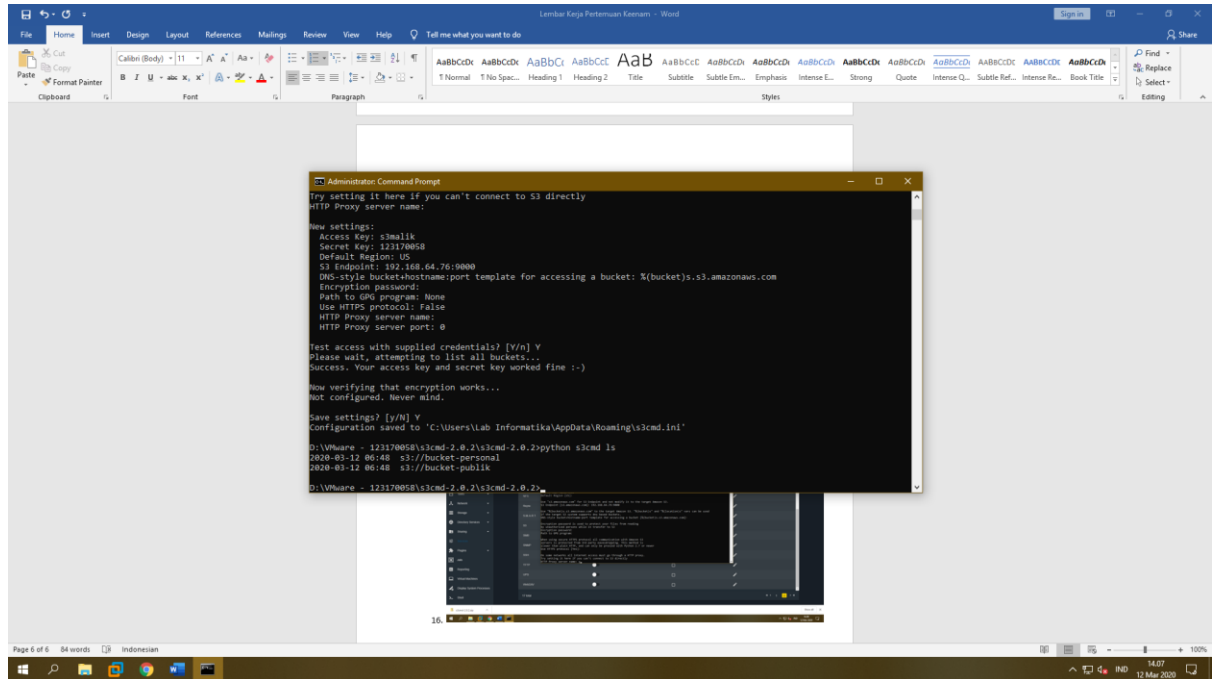 Lembar Kerja Pertemuan Keenam - Word
Sign in
File Home Insert Design Layout References Mailings Review View Help Tell me what you want to do
Share
Paste
Cut
Copy
Format Painter
Clipboard
Calibri (Body) 11
Font
Paragraph
AaBbCcDc AaBbCcDc AaBbCc AaBbCcE AaB AaBbCcE AaBbCcDc AaBbCcDc AaBbCcDc AaBbCcDc AaBbCcDc AaBbCcDc AABBCCDC AABBCCDC AaBbCcDc
¶ Normal ¶ No Spac... Heading 1 Heading 2 Title Subtitle Subtle Em... Emphasis Intense E... Strong Quote Intense Q... Subtle Ref... Intense Re... Book Title
Styles
Find
Replace
Select
Editing
Administrator: Command Prompt
Try setting it here if you can't connect to S3 directly
HTTP Proxy server name:
New settings:
Access Key: s3malik
Secret Key: 123170058
Default Region: US
S3 Endpoint: 192.168.64.76:9000
DNS-style bucket+hostname:port template for accessing a bucket: %(bucket)s.s3.amazonaws.com
Encryption password:
Path to GPG program: None
Use HTTPS protocol: False
HTTP Proxy server name:
HTTP Proxy server port: 0
Test access with supplied credentials? [Y/n] Y
Please wait, attempting to list all buckets...
Success. Your access key and secret key worked fine :-)
Now verifying that encryption works...
Not configured. Never mind.
Save settings? [y/N] Y
Configuration saved to 'C:\Users\Lab Informatika\AppData\Roaming\s3cmd.ini'
D:\VMware - 123170058\s3cmd-2.0.2\s3cmd-2.0.2>python s3cmd ls
2020-03-12 06:48 s3://bucket-personal
2020-03-12 06:48 s3://bucket-publik
D:\VMware - 123170058\s3cmd-2.0.2\s3cmd-2.0.2>
16.
Page 6 of 6 84 words Indonesian
100%
IND
14.07
12 Mar 2020